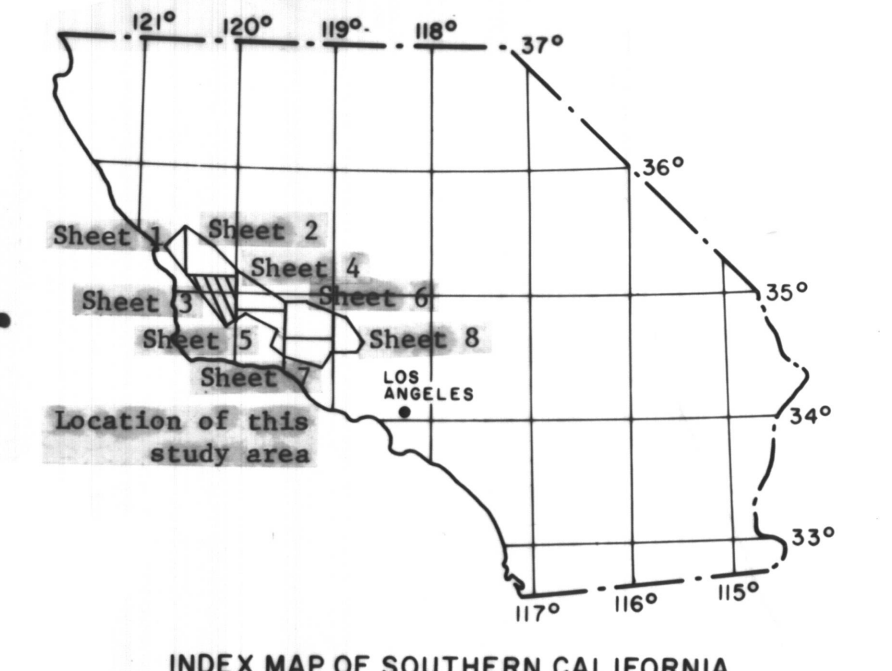 121° 120° 119° 118°
37°
36°
Sheet 1 Sheet 2
Sheet 4
Sheet 3 Sheet 6 35°
Sheet 5 Sheet 8
Sheet 7
LOS
ANGELES
Location of this
study area
34°
33°
117° 116° 115°
INDEX MAP OF SOUTHERN CALIFORNIA